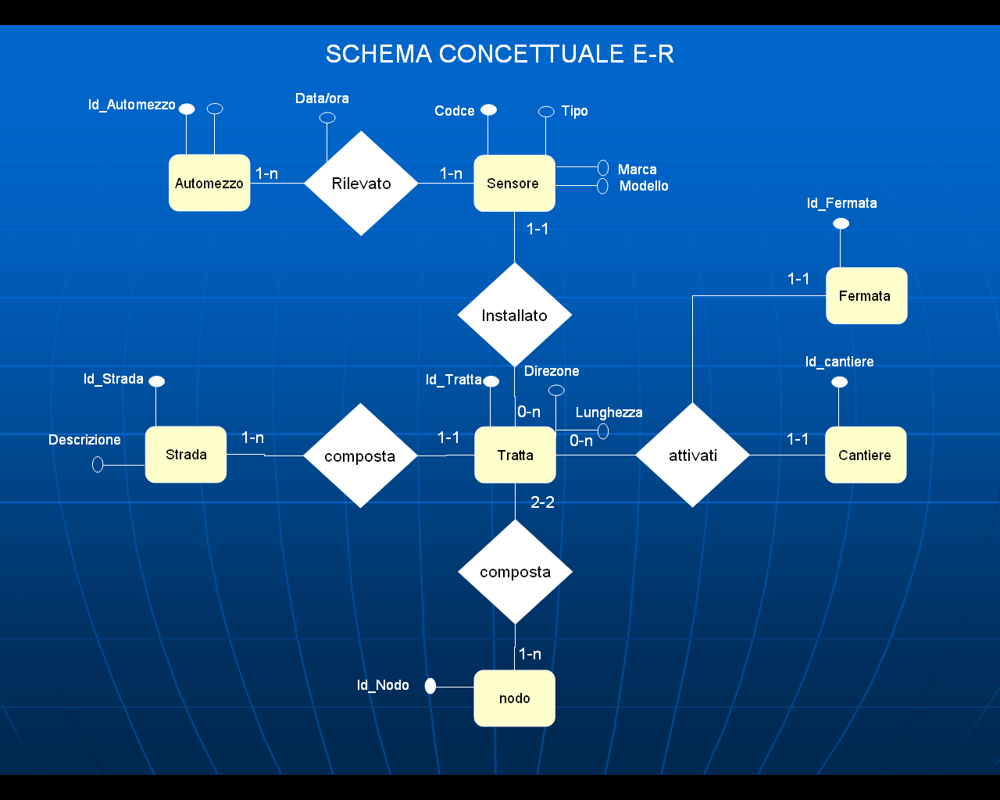 SCHEMA CONCETTUALE E-R
Data/ora
Id_Automezzo
Codce
Tipo
1-n
1-n
Marca
Automezzo
Rilevato
Sensore
Modello
Id_Fermata
1-1
1-1
Fermata
Installato
Id_cantiere
Direzone
Id_Strada
Id_Tratta
0-n
Lunghezza
Descrizione
1-n
1-1
0-n
1-1
Strada
composta
Tratta
attivati
Cantiere
2-2
composta
1-n
Id_Nodo
nodo